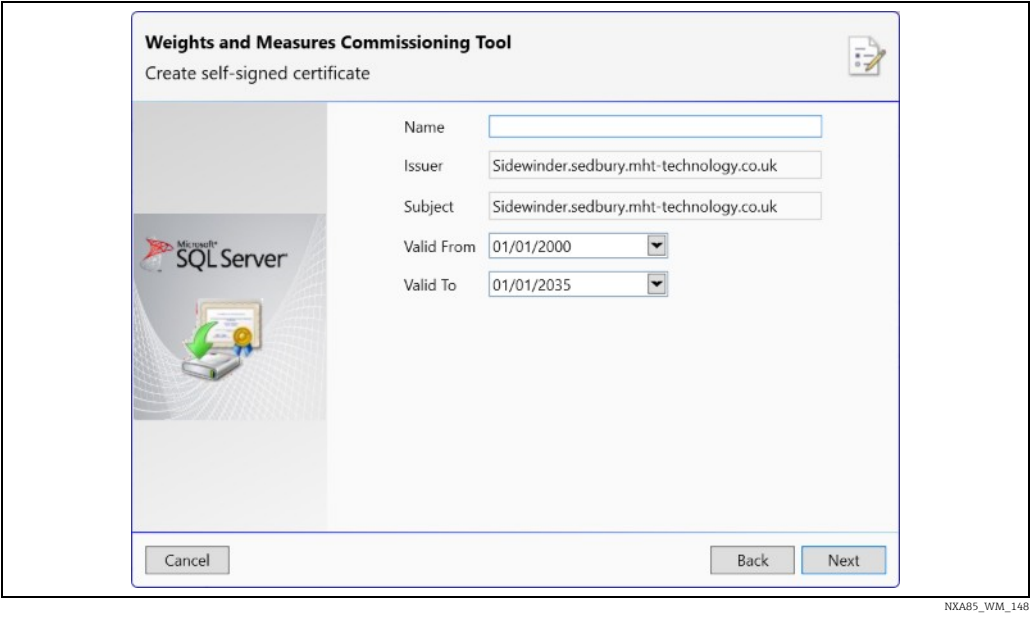 Weights and Measures Commissioning Tool
Create self-signed certificate
Name
Issuer Sidewinder.sedbury.mht-technology.co.uk
Subject Sidewinder.sedbury.mht-technology.co.uk
Valid From 01/01/2000
Valid To 01/01/2035
Microsoft®
SQL Server
Cancel Back Next
NXA85_WM_148